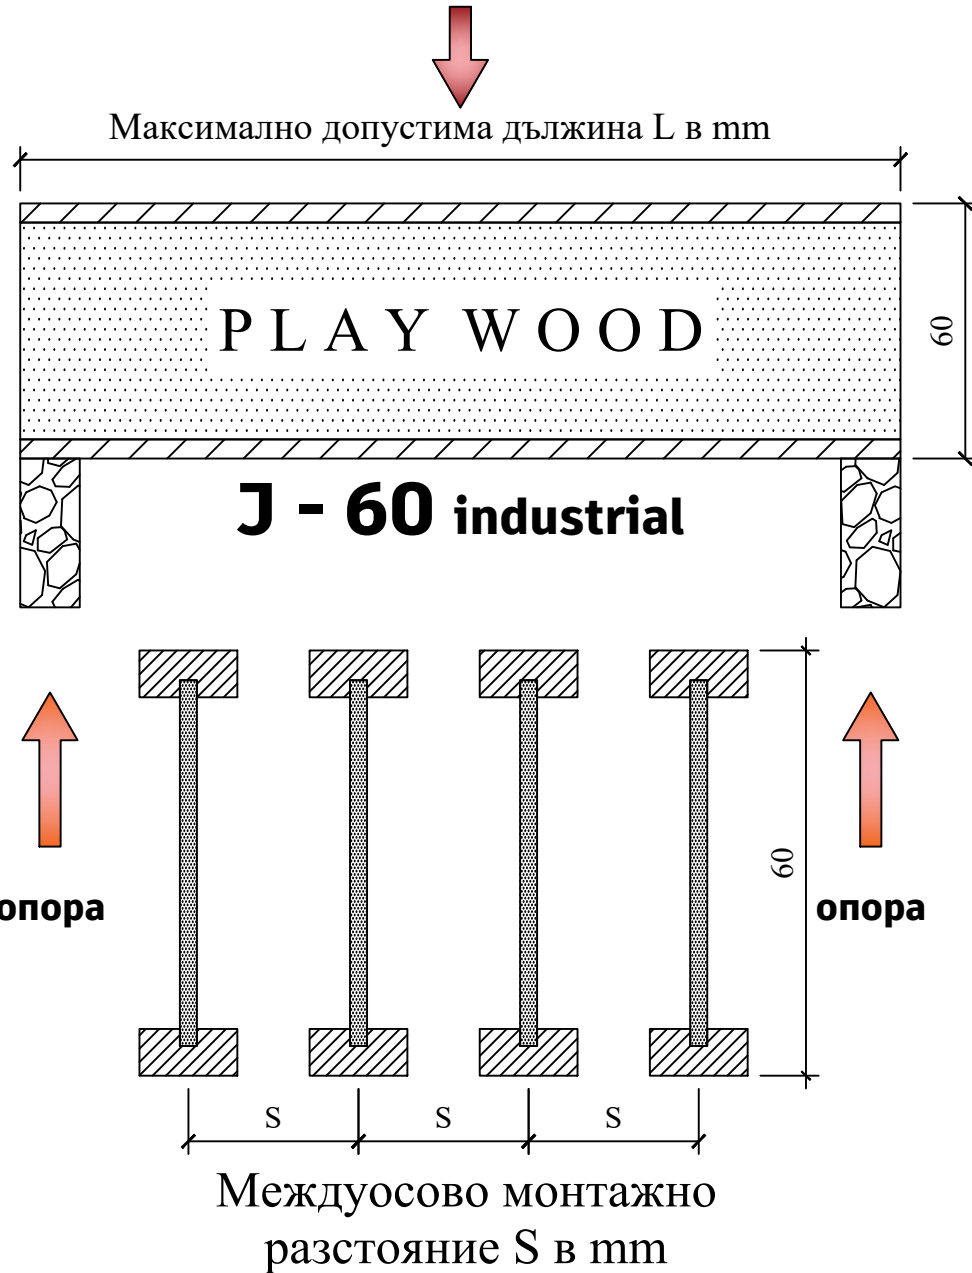 Максимално допустима дължина L в mm
PLAY WOOD
60
J - 60 industrial
60
опора
опора
S
S
S
Междуосово монтажно
разстояние S в mm